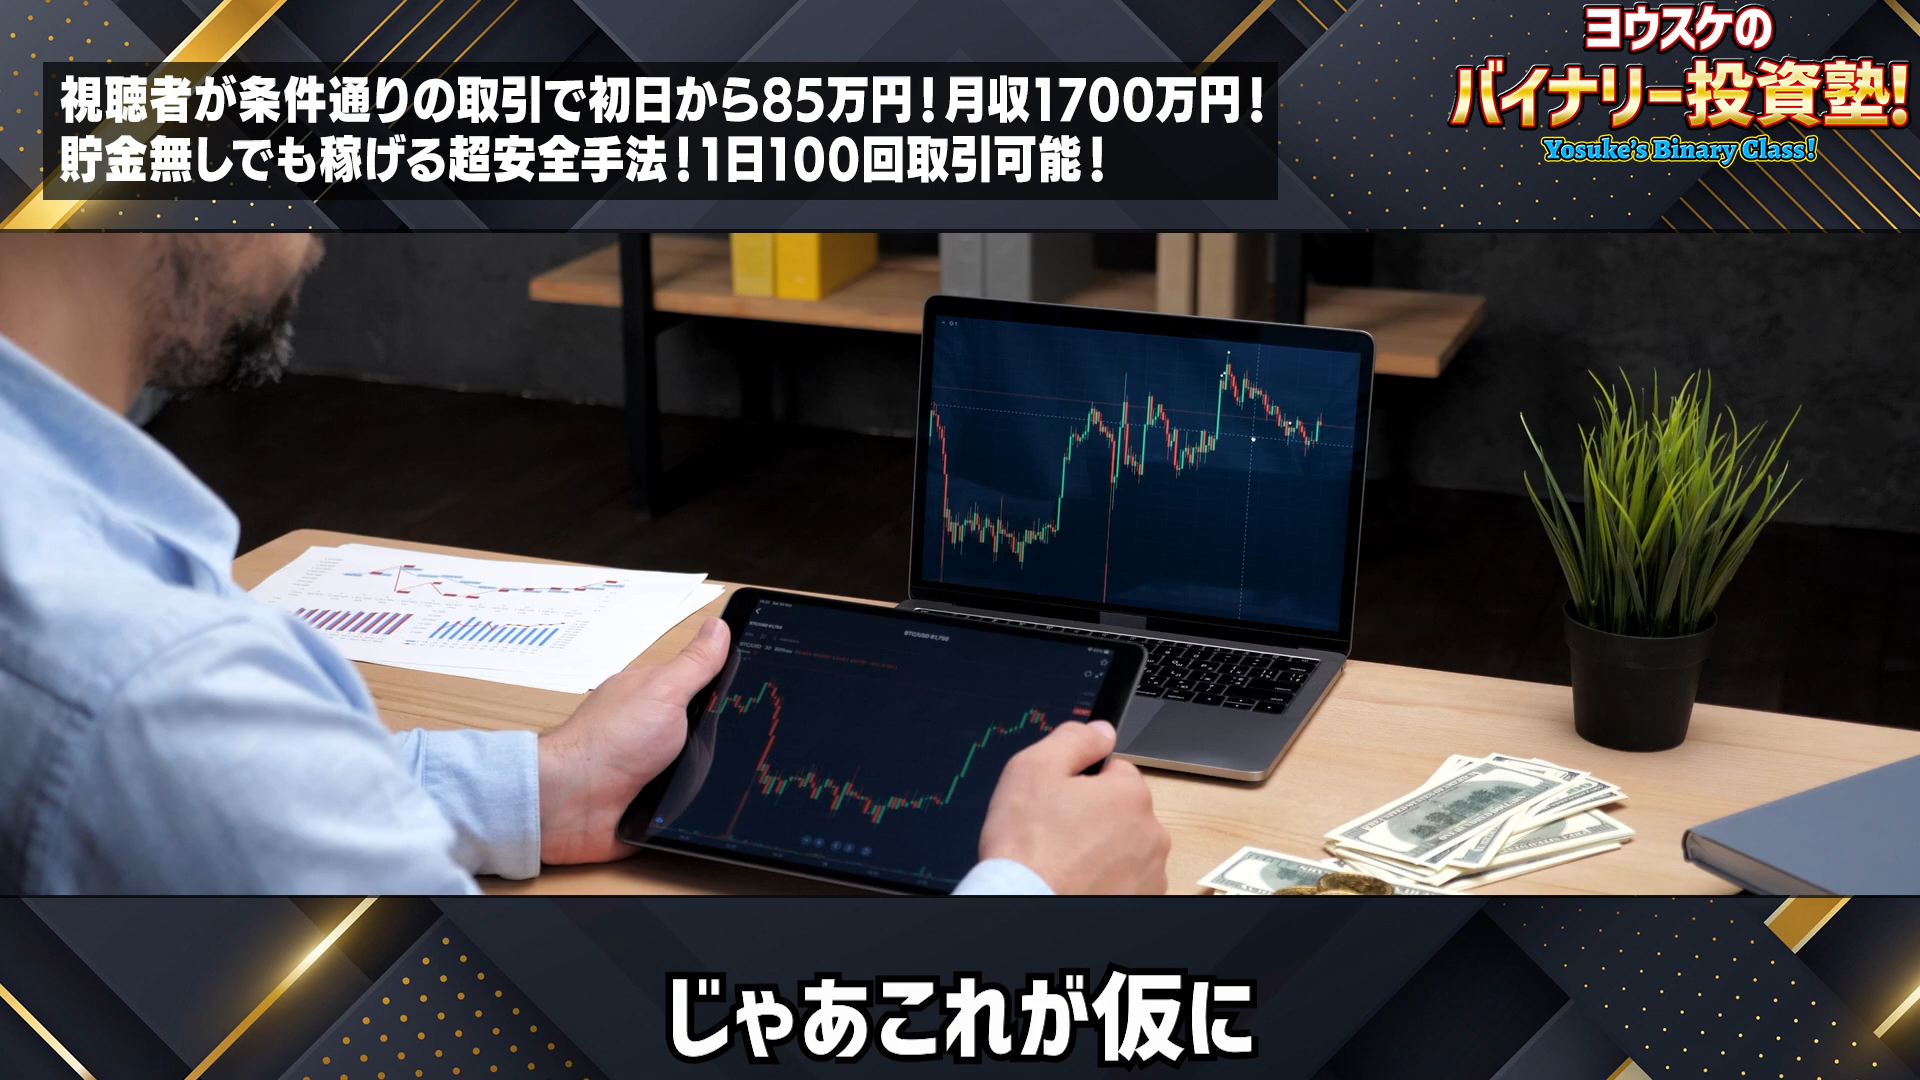 視聴者が条件通りの取引で初日から85万円！月収1700万円！
貯金無しでも稼げる超安全手法！1日100回取引可能！
ヨウスケの
バイナリー投資塾！
Yosuke's Binary Class!
じゃあこれが仮に